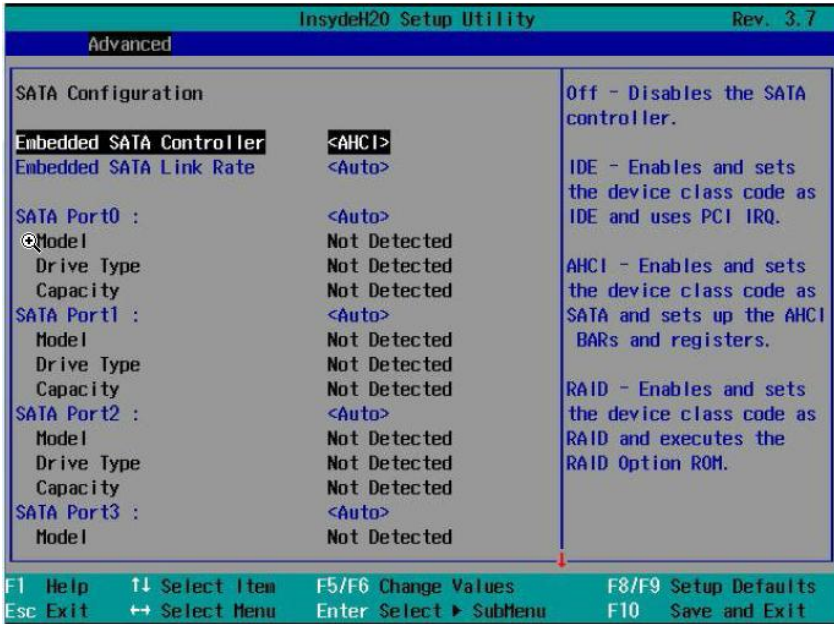 InsydeH20 Setup Utility Rev. 3.7
Advanced
SATA Configuration
Embedded SATA Controller <AHCI>
Embedded SATA Link Rate <Auto>
SATA Port0 : <Auto>
Model Not Detected
Drive Type Not Detected
Capacity Not Detected
SATA Port1 : <Auto>
Model Not Detected
Drive Type Not Detected
Capacity Not Detected
SATA Port2 : <Auto>
Model Not Detected
Drive Type Not Detected
Capacity Not Detected
SATA Port3 : <Auto>
Model Not Detected
Off - Disables the SATA
controller.
IDE - Enables and sets
the device class code as
IDE and uses PCI IRQ.
AHCI - Enables and sets
the device class code as
SATA and sets up the AHCI
BARs and registers.
RAID - Enables and sets
the device class code as
RAID and executes the
RAID Option ROM.
F1 Help ↑↓ Select Item F5/F6 Change Values F8/F9 Setup Defaults
Esc Exit ↔ Select Menu Enter Select ▶ SubMenu F10 Save and Exit